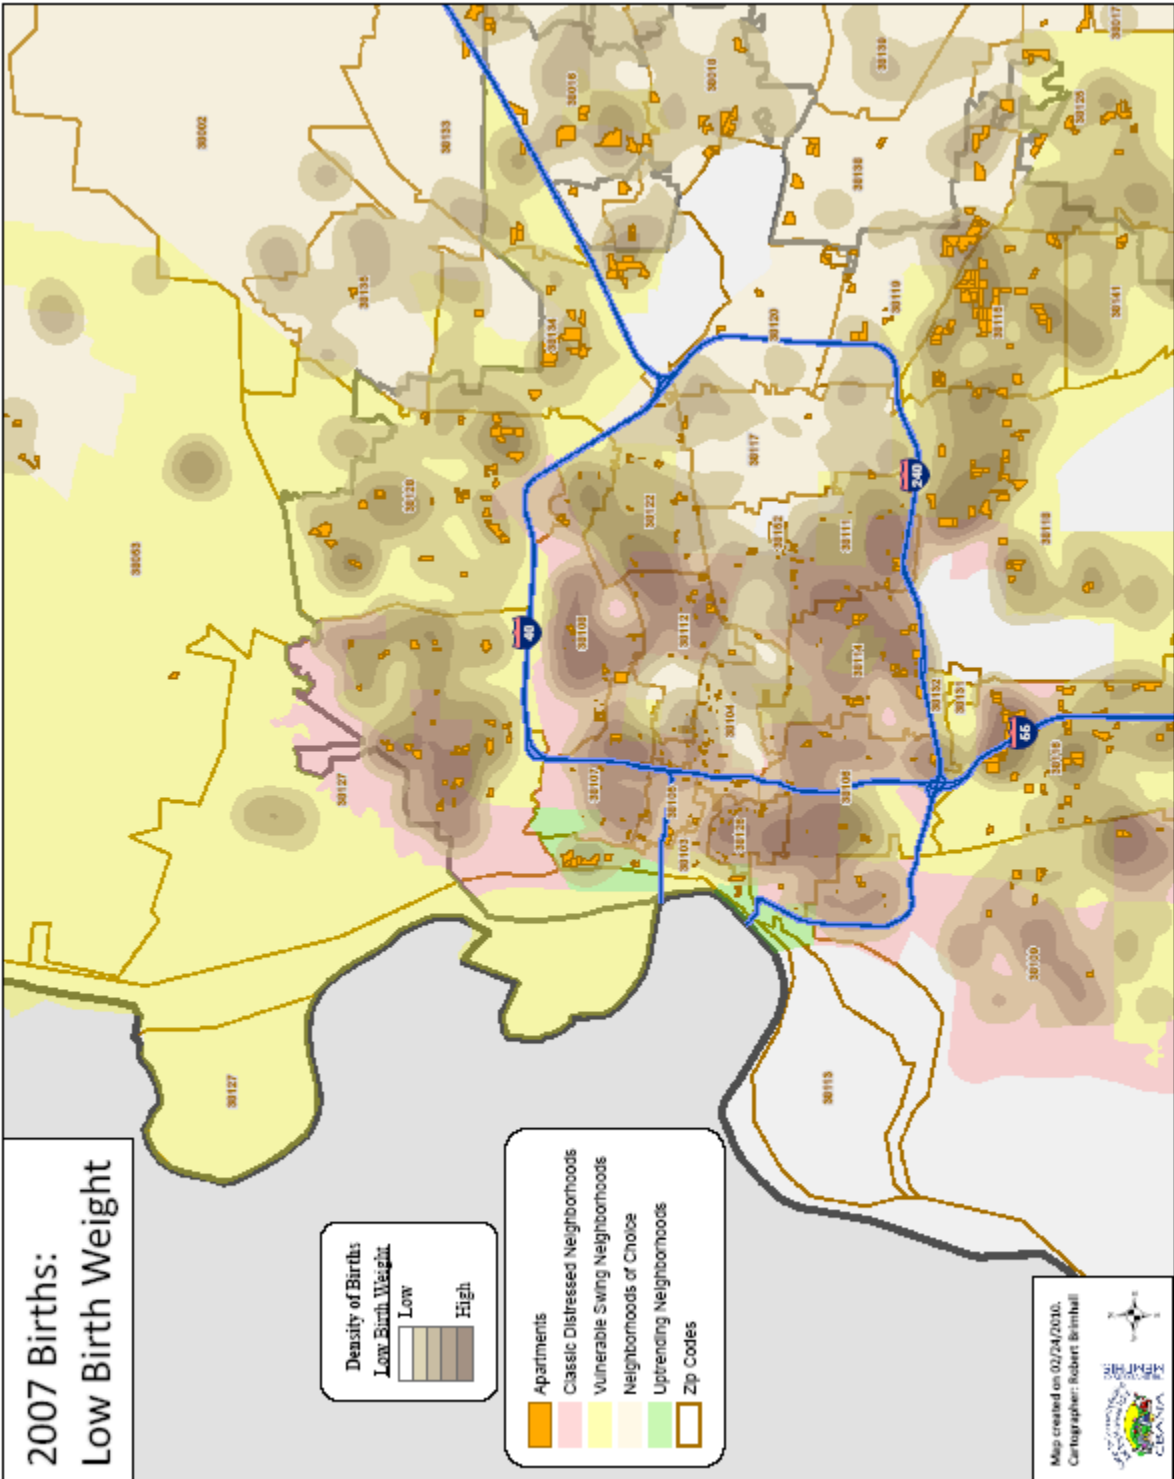 2007 Births:
Low Birth Weight
Density of Births
Low Birth Weight
Low
High
Apartments
Classic Distressed Neighborhoods
Vulnerable Swing Neighborhoods
Neighborhoods of Choice
Uptrending Neighborhoods
Zip Codes
Map created on 02/24/2010.
Cartographer: Robert Brimhall
CBANA
MEMPHIS
38002
38133
38016
38018
38139
38017
38138
38125
38135
38134
38120
38119
38115
38141
38053
38128
38122
38117
38152
38111
38118
40
240
38108
38112
38104
38114
38132
38131
55
38116
38127
38107
38105
38103
38126
38106
38109
38127
38113